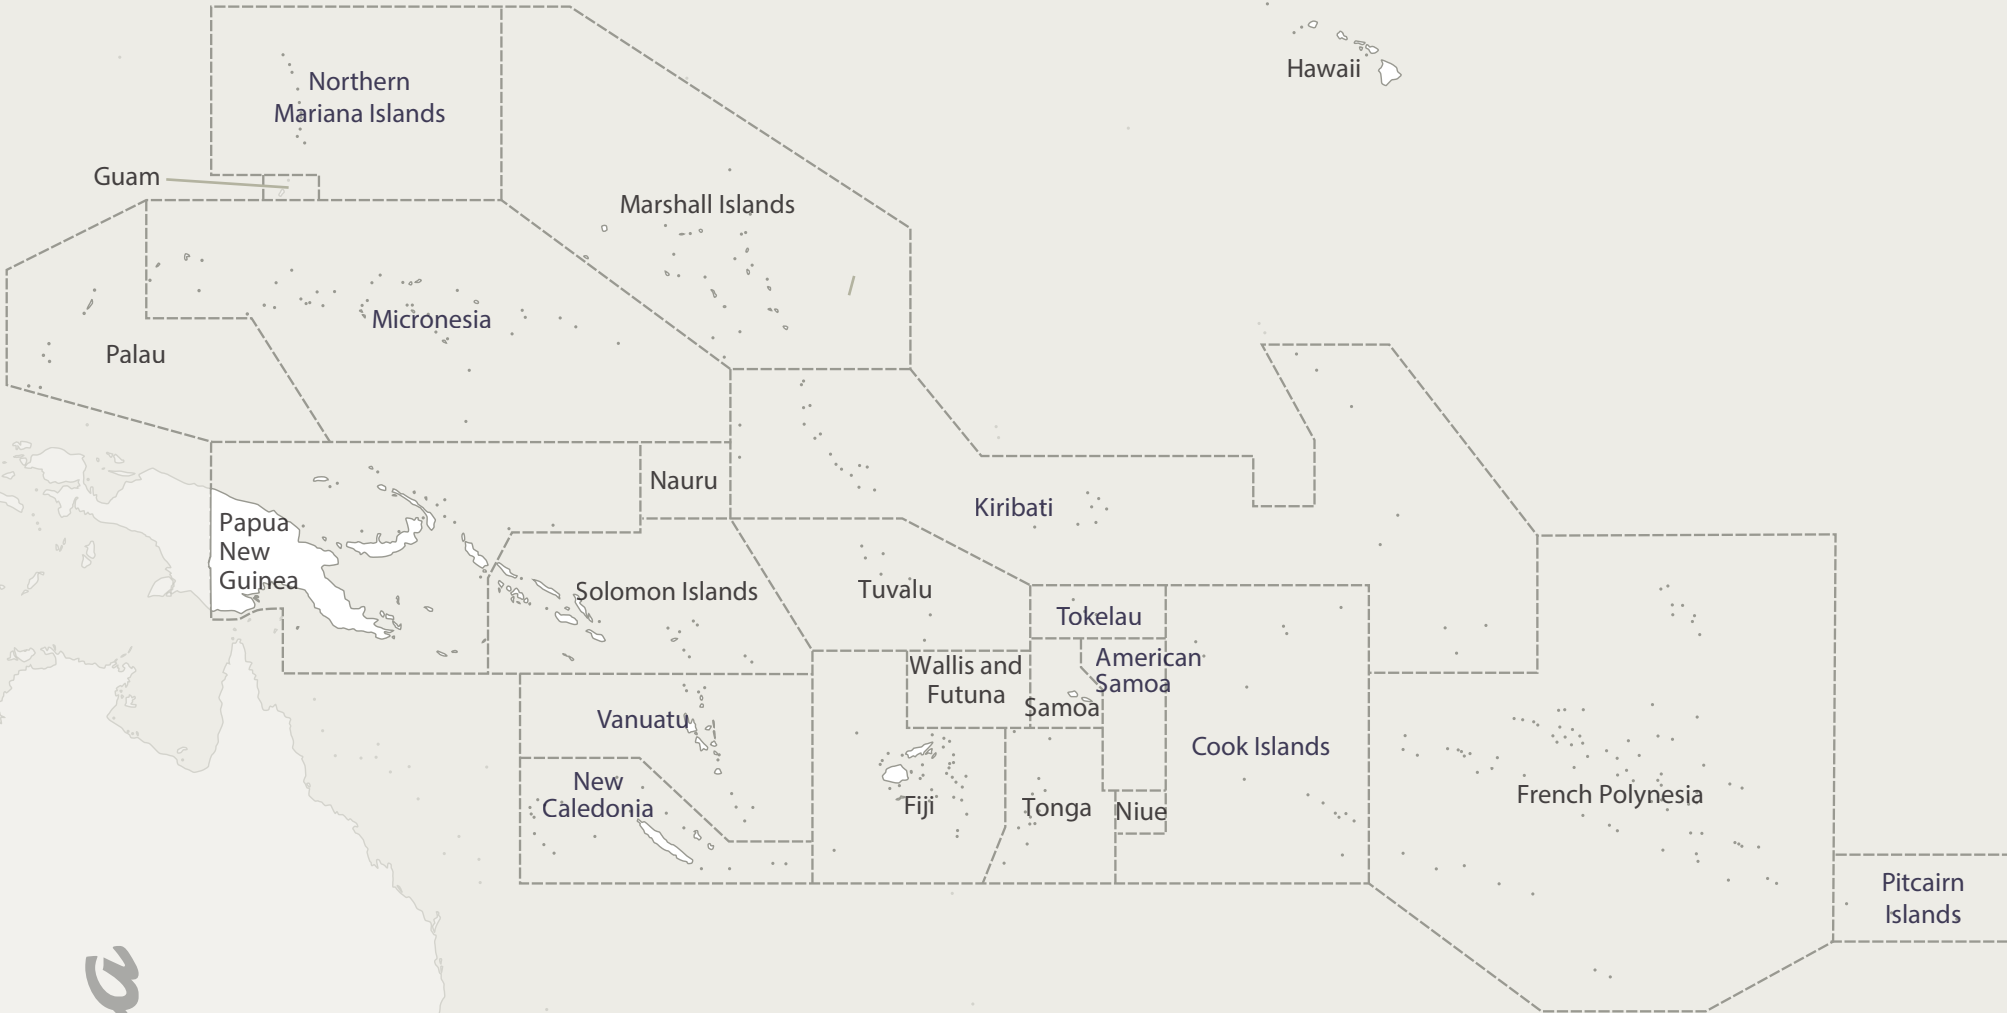 Hawaii
Northern
Mariana Islands
Guam
Marshall Islands
Micronesia
Palau
Nauru
Kiribati
Papua
New
Guinea
Solomon Islands
Tuvalu
Tokelau
American
Samoa
Wallis and
Futuna
Samoa
Vanuatu
Cook Islands
New
Caledonia
Fiji
Tonga
Niue
French Polynesia
Pitcairn
Islands
a